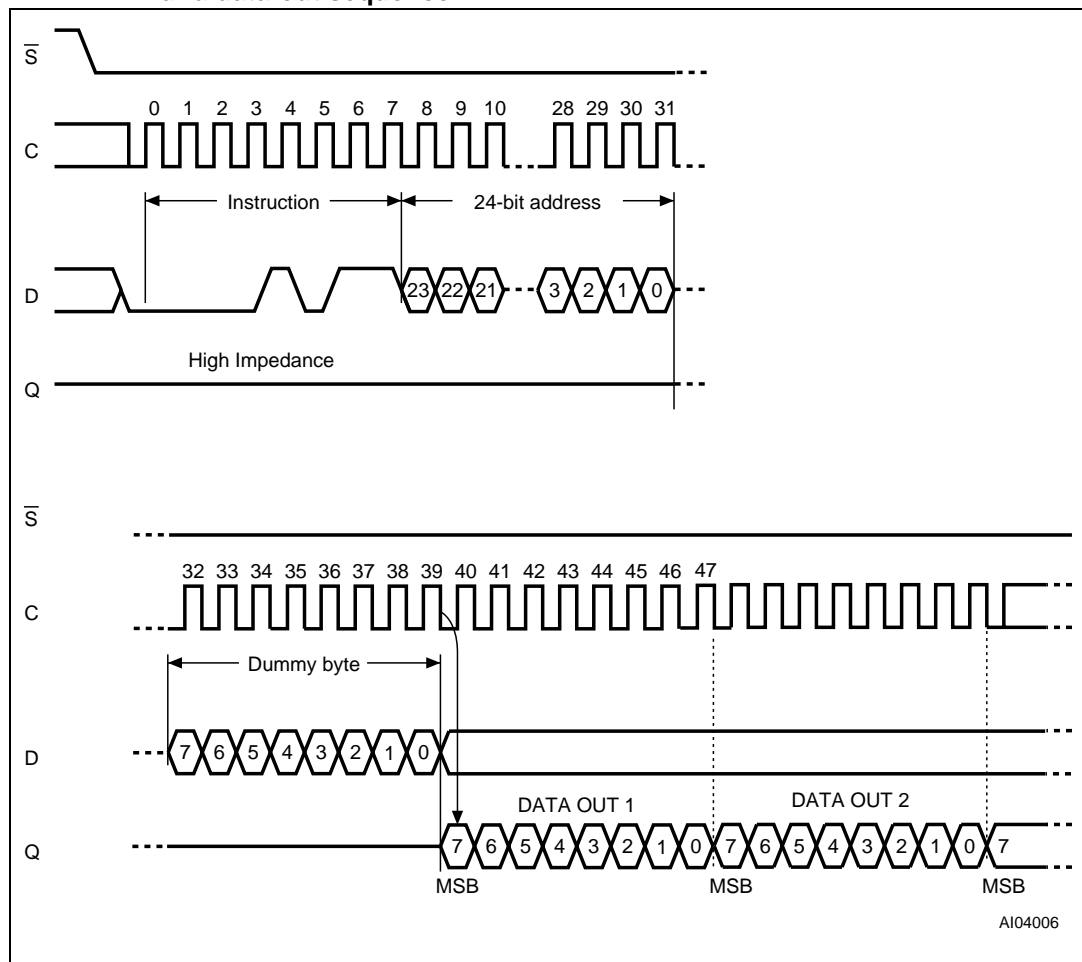 and data-out sequence
S
0 1 2 3 4 5 6 7 8 9 10 28 29 30 31
C
Instruction 24-bit address
D 23 22 21 3 2 1 0
High Impedance
Q
S
32 33 34 35 36 37 38 39 40 41 42 43 44 45 46 47
C
Dummy byte
D 7 6 5 4 3 2 1 0
DATA OUT 1 DATA OUT 2
Q 7 6 5 4 3 2 1 0 7 6 5 4 3 2 1 0 7
MSB MSB MSB
AI04006